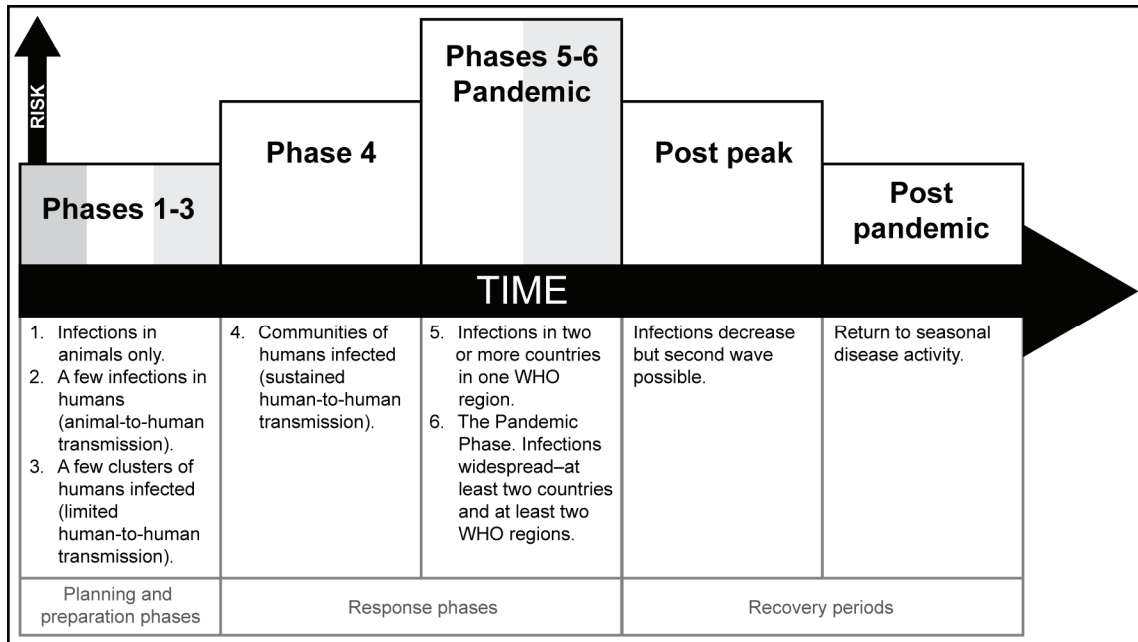 RISK
Phases 1-3
Phase 4
Phases 5-6
Pandemic
Post peak
Post
pandemic
TIME
1. Infections in
animals only.
2. A few infections in
humans
(animal-to-human
transmission).
3. A few clusters of
humans infected
(limited
human-to-human
transmission).
4. Communities of
humans infected
(sustained
human-to-human
transmission).
5. Infections in two
or more countries
in one WHO
region.
6. The Pandemic
Phase. Infections
widespread–at
least two countries
and at least two
WHO regions.
Infections decrease
but second wave
possible.
Return to seasonal
disease activity.
Planning and
preparation phases
Response phases
Recovery periods